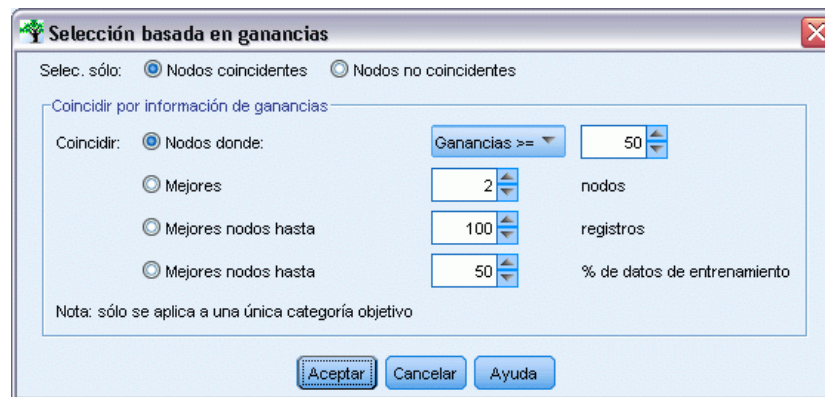 Selección basada en ganancias
Selec. sólo: Nodos coincidentes Nodos no coincidentes
Coincidir por información de ganancias
Coincidir: Nodos donde: Ganancias >= 50
Mejores 2 nodos
Mejores nodos hasta 100 registros
Mejores nodos hasta 50 % de datos de entrenamiento
Nota: sólo se aplica a una única categoría objetivo
Aceptar Cancelar Ayuda